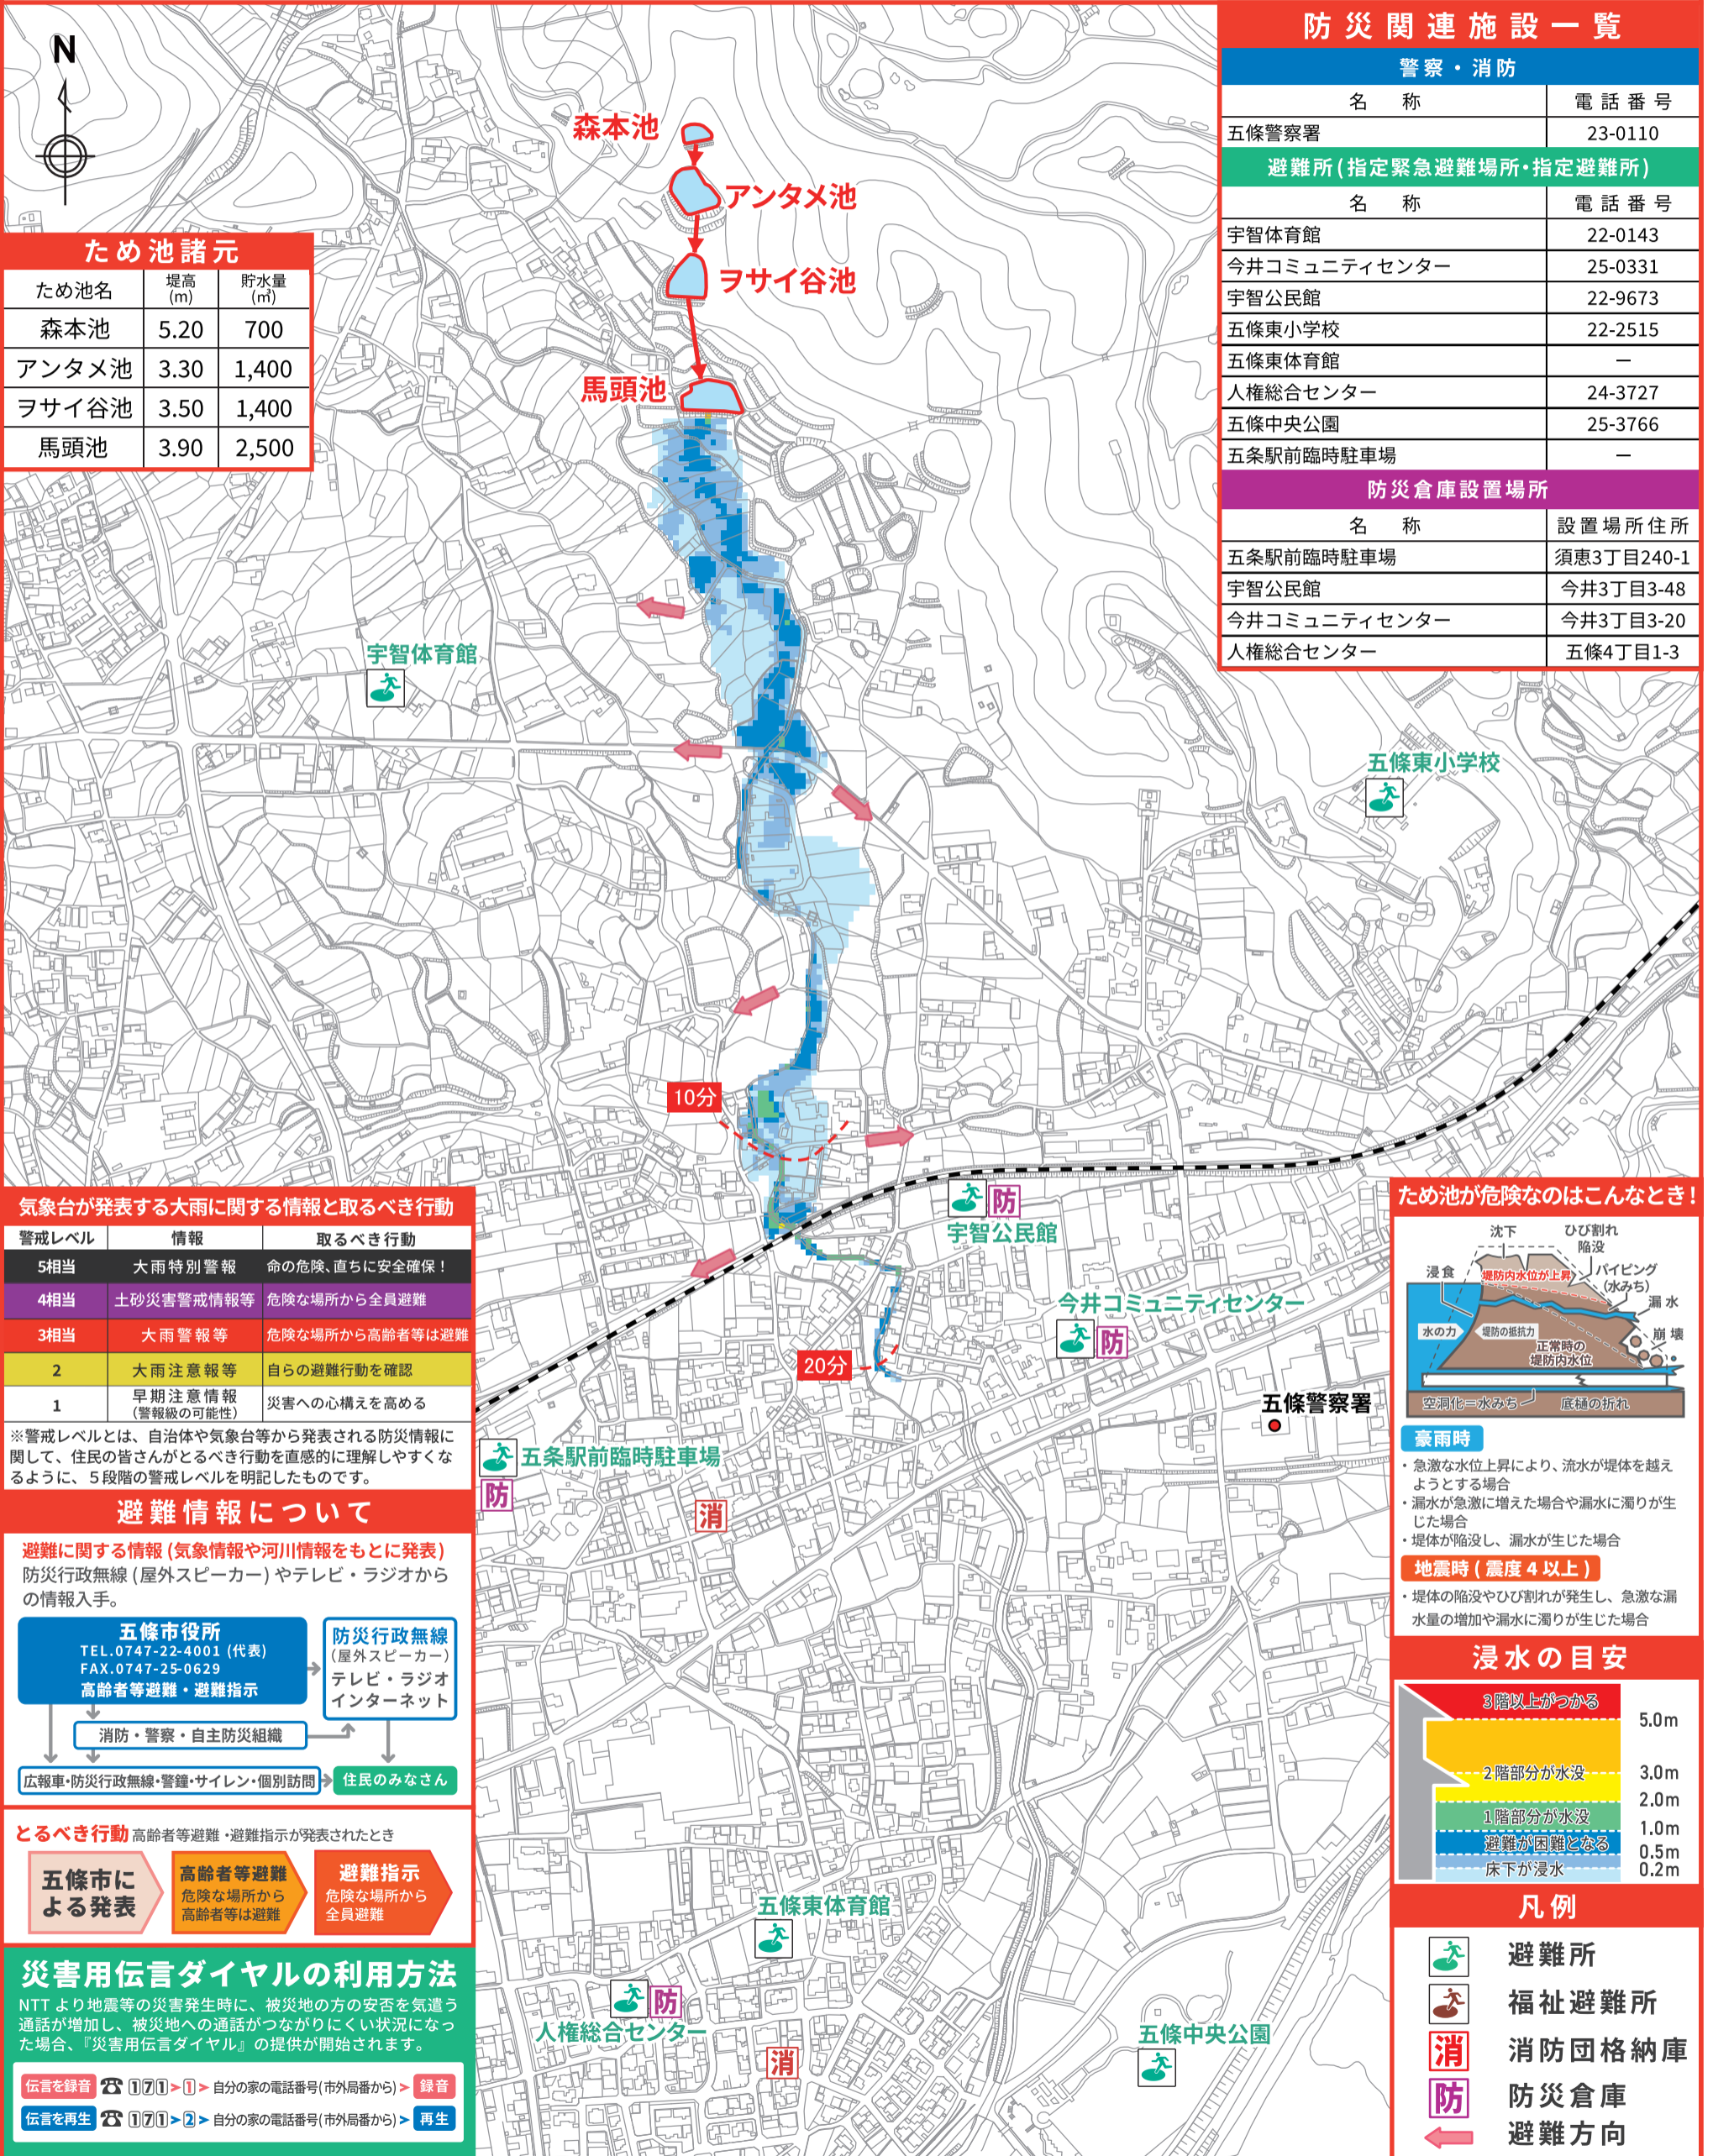 N
森本池
アンタメ池
ヲサイ谷池
馬頭池
ため池諸元
ため池名 堤高(m) 貯水量(㎥)
森本池 5.20 700
アンタメ池 3.30 1,400
ヲサイ谷池 3.50 1,400
馬頭池 3.90 2,500
防災関連施設一覧
警察・消防
名称 電話番号
五條警察署 23-0110
避難所(指定緊急避難場所・指定避難所)
名称 電話番号
宇智体育館 22-0143
今井コミュニティセンター 25-0331
宇智公民館 22-9673
五條東小学校 22-2515
五條東体育館 ー
人権総合センター 24-3727
五條中央公園 25-3766
五条駅前臨時駐車場 ー
防災倉庫設置場所
名称 設置場所住所
五条駅前臨時駐車場 須恵3丁目240-1
宇智公民館 今井3丁目3-48
今井コミュニティセンター 今井3丁目3-20
人権総合センター 五條4丁目1-3
宇智体育館
五條東小学校
10分
防
宇智公民館
今井コミュニティセンター
防
20分
五條警察署
五条駅前臨時駐車場
防
消
五條東体育館
防
人権総合センター
消
五條中央公園
気象台が発表する大雨に関する情報と取るべき行動
警戒レベル 情報 取るべき行動
5相当 大雨特別警報 命の危険、直ちに安全確保！
4相当 土砂災害警戒情報等 危険な場所から全員避難
3相当 大雨警報等 危険な場所から高齢者等は避難
2 大雨注意報等 自らの避難行動を確認
1 早期注意情報(警報級の可能性) 災害への心構えを高める
※警戒レベルとは、自治体や気象台等から発表される防災情報に
関して、住民の皆さんがとるべき行動を直感的に理解しやすくな
るように、５段階の警戒レベルを明記したものです。
避難情報について
避難に関する情報(気象情報や河川情報をもとに発表)
防災行政無線(屋外スピーカー)やテレビ・ラジオから
の情報入手。
五條市役所
TEL.0747-22-4001 (代表)
FAX.0747-25-0629
高齢者等避難・避難指示
防災行政無線
(屋外スピーカー)
テレビ・ラジオ
インターネット
消防・警察・自主防災組織
広報車・防災行政無線・警鐘・サイレン・個別訪問
住民のみなさん
とるべき行動 高齢者等避難・避難指示が発表されたとき
五條市に
よる発表
高齢者等避難
危険な場所から
高齢者等は避難
避難指示
危険な場所から
全員避難
災害用伝言ダイヤルの利用方法
NTTより地震等の災害発生時に、被災地の方の安否を気遣う
通話が増加し、被災地への通話がつながりにくい状況になっ
た場合、『災害用伝言ダイヤル』の提供が開始されます。
伝言を録音 ☎171>1>自分の家の電話番号(市外局番から)>録音
伝言を再生 ☎171>2>自分の家の電話番号(市外局番から)>再生
ため池が危険なのはこんなとき！
沈下
ひび割れ
陥没
浸食
堤防内水位が上昇
パイピング
(水みち)
漏水
水の力
堤防の抵抗力
崩壊
正常時の
堤防内水位
空洞化＝水みち
底樋の折れ
豪雨時
・急激な水位上昇により、流水が堤体を越え
ようとする場合
・漏水が急激に増えた場合や漏水に濁りが生
じた場合
・堤体が陥没し、漏水が生じた場合
地震時(震度4以上)
・堤体の陥没やひび割れが発生し、急激な漏
水量の増加や漏水に濁りが生じた場合
浸水の目安
3階以上がつかる
5.0m
2階部分が水没
3.0m
2.0m
1階部分が水没
1.0m
避難が困難となる
0.5m
床下が浸水
0.2m
凡例
避難所
福祉避難所
消 消防団格納庫
防 防災倉庫
避難方向